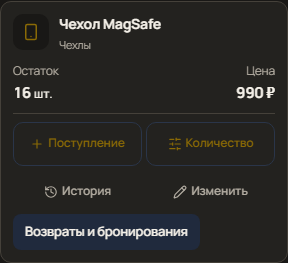 Чехол MagSafe
Чехлы
Остаток Цена
16 шт. 990 ₽
Поступление Количество
История Изменить
Возвраты и бронирования